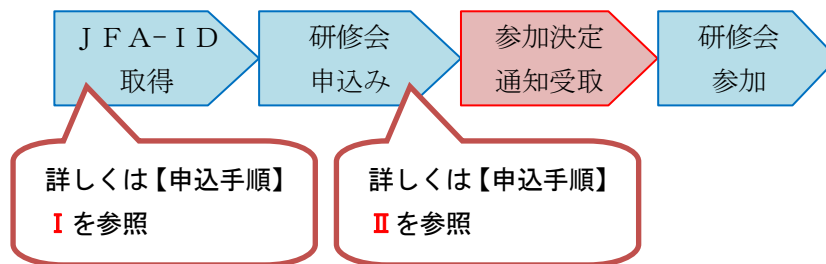 ＪＦＡ－ＩＤ
取得
研修会
申込み
参加決定
通知受取
研修会
参加
詳しくは【申込手順】
Ⅰを参照
詳しくは【申込手順】
Ⅱを参照